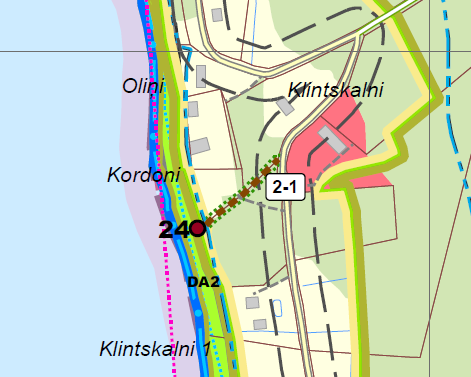 Olini
Klintskalni
Kordoni
2-1
24
DA2
Klintskalni 1